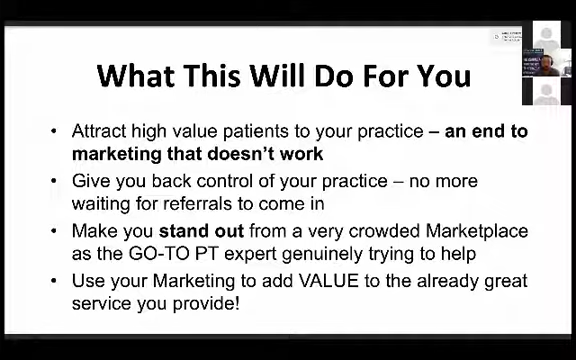 What This Will Do For You
• Attract high value patients to your practice – an end to
marketing that doesn't work
• Give you back control of your practice – no more
waiting for referrals to come in
• Make you stand out from a very crowded Marketplace
as the GO-TO PT expert genuinely trying to help
• Use your Marketing to add VALUE to the already great
service you provide!